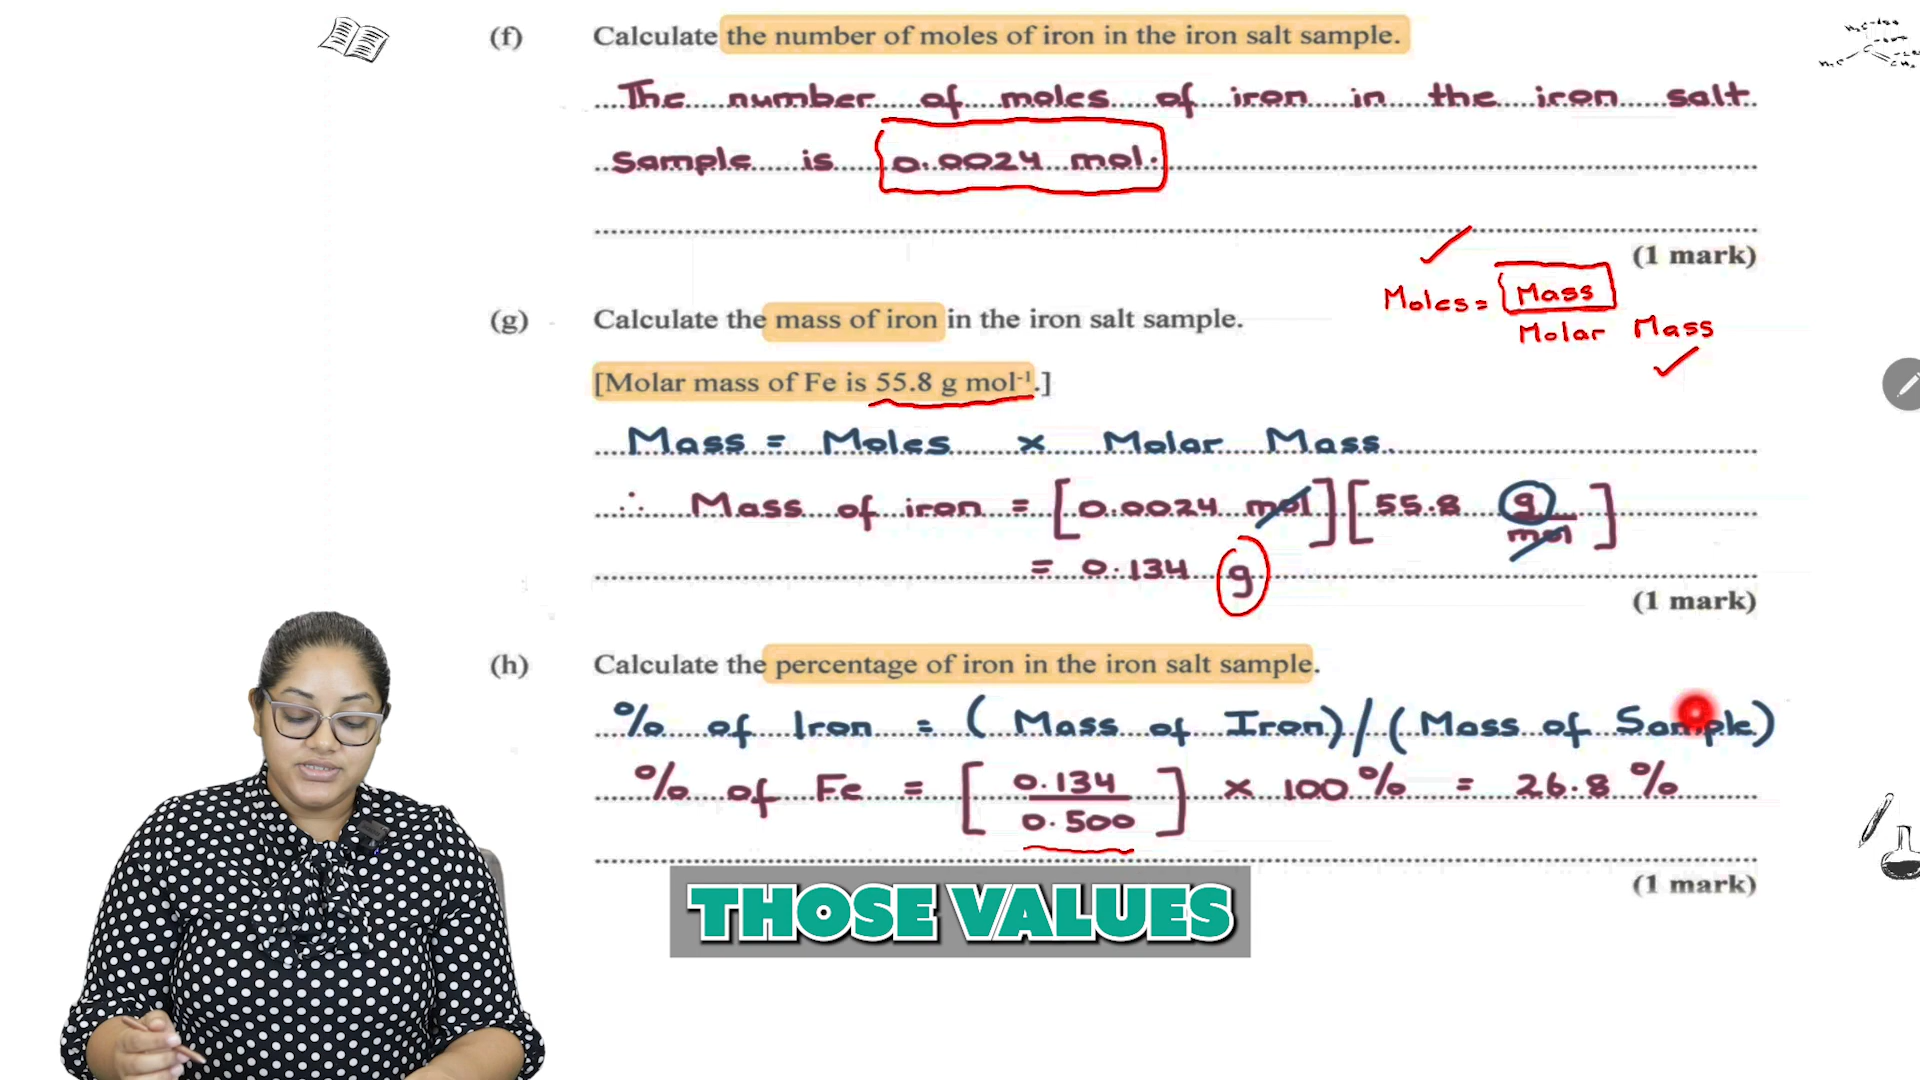 (f) Calculate the number of moles of iron in the iron salt sample.
The number of moles of iron in the iron salt
Sample is 0.0024 mol.
(1 mark)
Moles = Mass
Molar Mass
(g) Calculate the mass of iron in the iron salt sample.
[Molar mass of Fe is 55.8 g mol⁻¹.]
Mass = Moles × Molar Mass.
∴ Mass of iron = [0.0024 mol] [55.8 g
mol]
= 0.134 g
(1 mark)
(h) Calculate the percentage of iron in the iron salt sample.
% of Iron = (Mass of Iron) / (Mass of Sample)
% of Fe = [0.134
0.500] × 100 % = 26.8 %
(1 mark)
THOSE VALUES